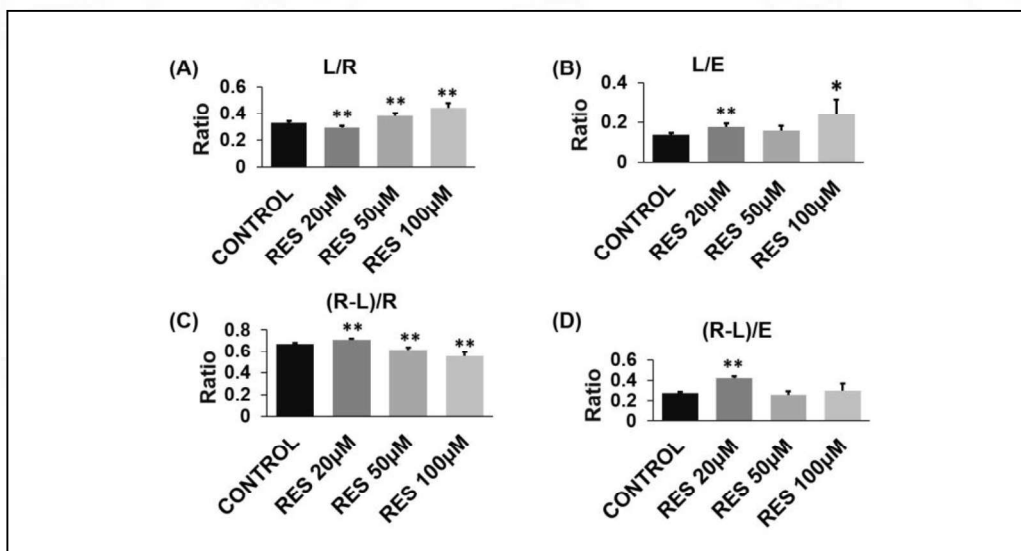 (A)
L/R
Ratio
0.6
0.4
0.2
0
**
**
**
CONTROL
RES 20µM
RES 50µM
RES 100µM
(B)
L/E
Ratio
0.4
0.2
0
**
*
CONTROL
RES 20µM
RES 50µM
RES 100µM
(C)
(R-L)/R
Ratio
0.8
0.6
0.4
0.2
0
**
**
**
CONTROL
RES 20µM
RES 50µM
RES 100µM
(D)
(R-L)/E
Ratio
0.6
0.4
0.2
0
**
CONTROL
RES 20µM
RES 50µM
RES 100µM